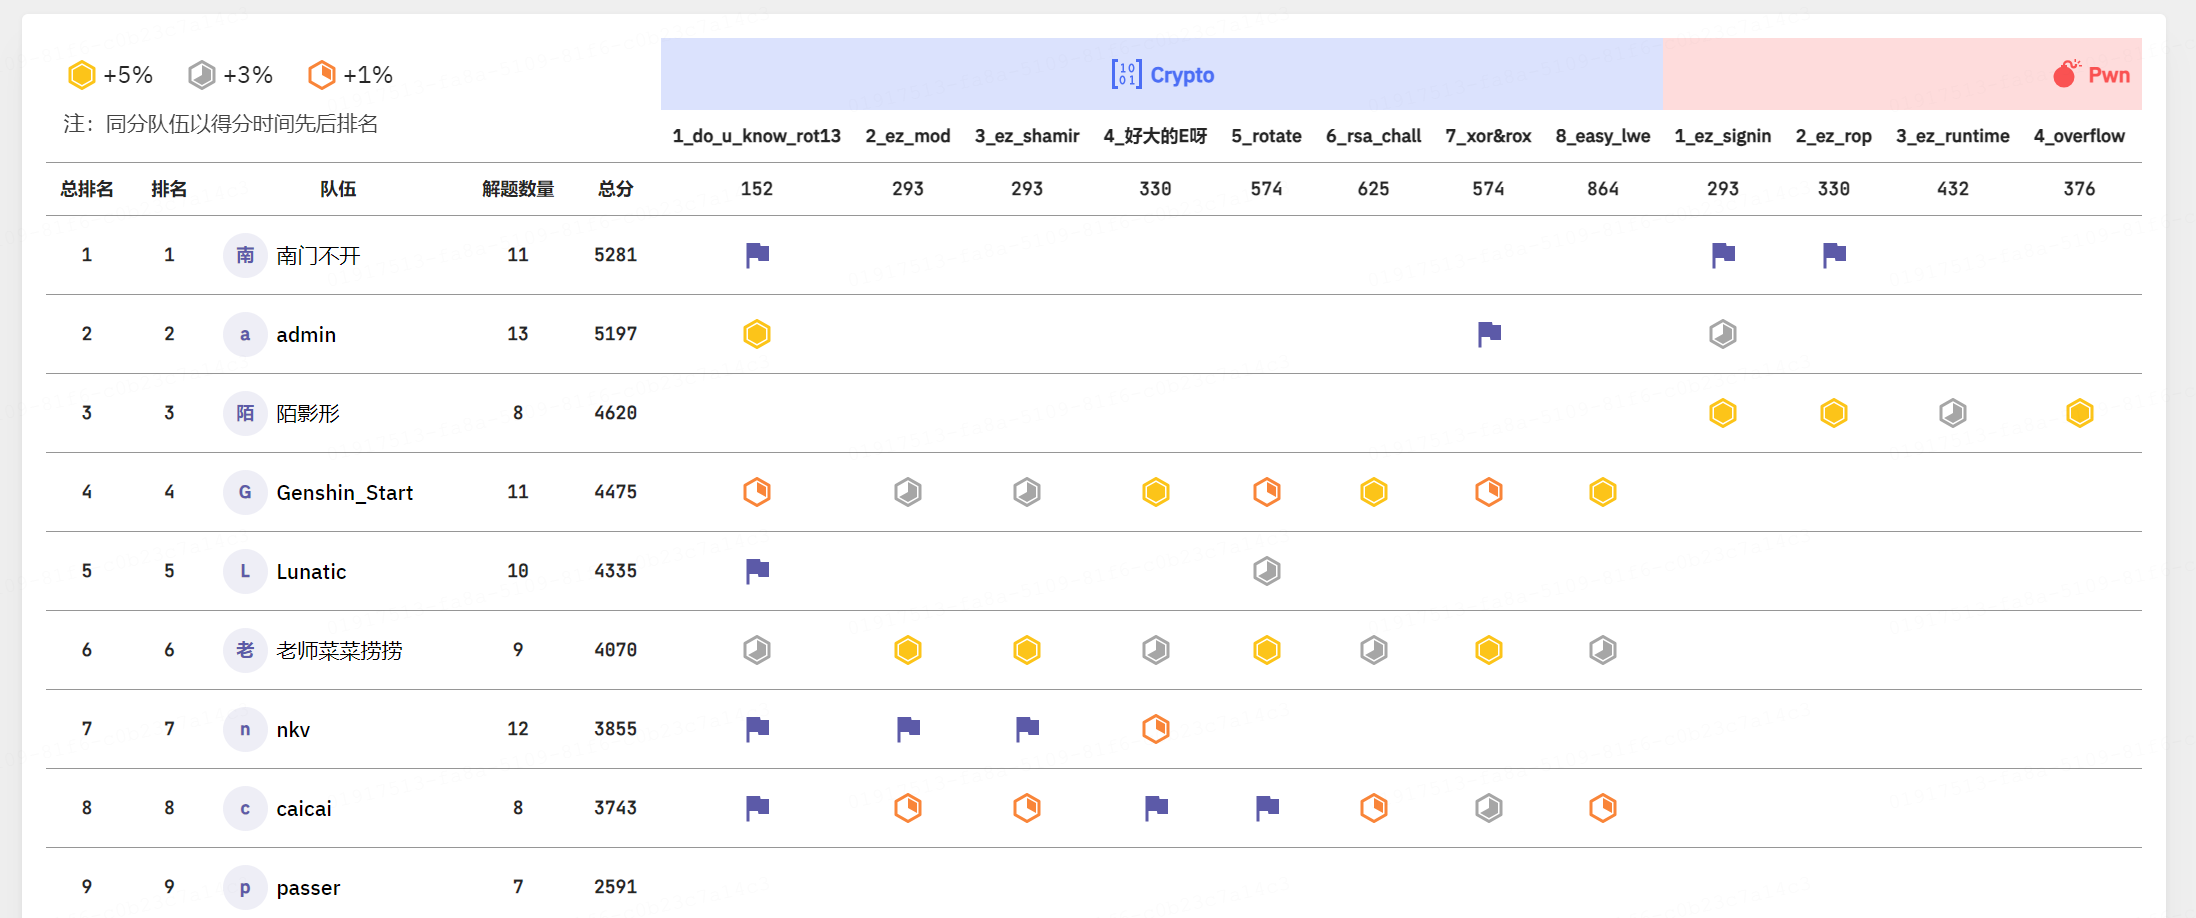 +5% +3% +1%
注：同分队伍以得分时间先后排名
Crypto Pwn
1_do_u_know_rot13 2_ez_mod 3_ez_shamir 4_好大的E呀 5_rotate 6_rsa_chall 7_xor&rox 8_easy_lwe 1_ez_signin 2_ez_rop 3_ez_runtime 4_overflow
总排名 排名 队伍 解题数量 总分 152 293 293 330 574 625 574 864 293 330 432 376
1 1 南 南门不开 11 5281
2 2 a admin 13 5197
3 3 陌 陌影形 8 4620
4 4 G Genshin_Start 11 4475
5 5 L Lunatic 10 4335
6 6 老 老师菜菜捞捞 9 4070
7 7 n nkv 12 3855
8 8 c caicai 8 3743
9 9 p passer 7 2591